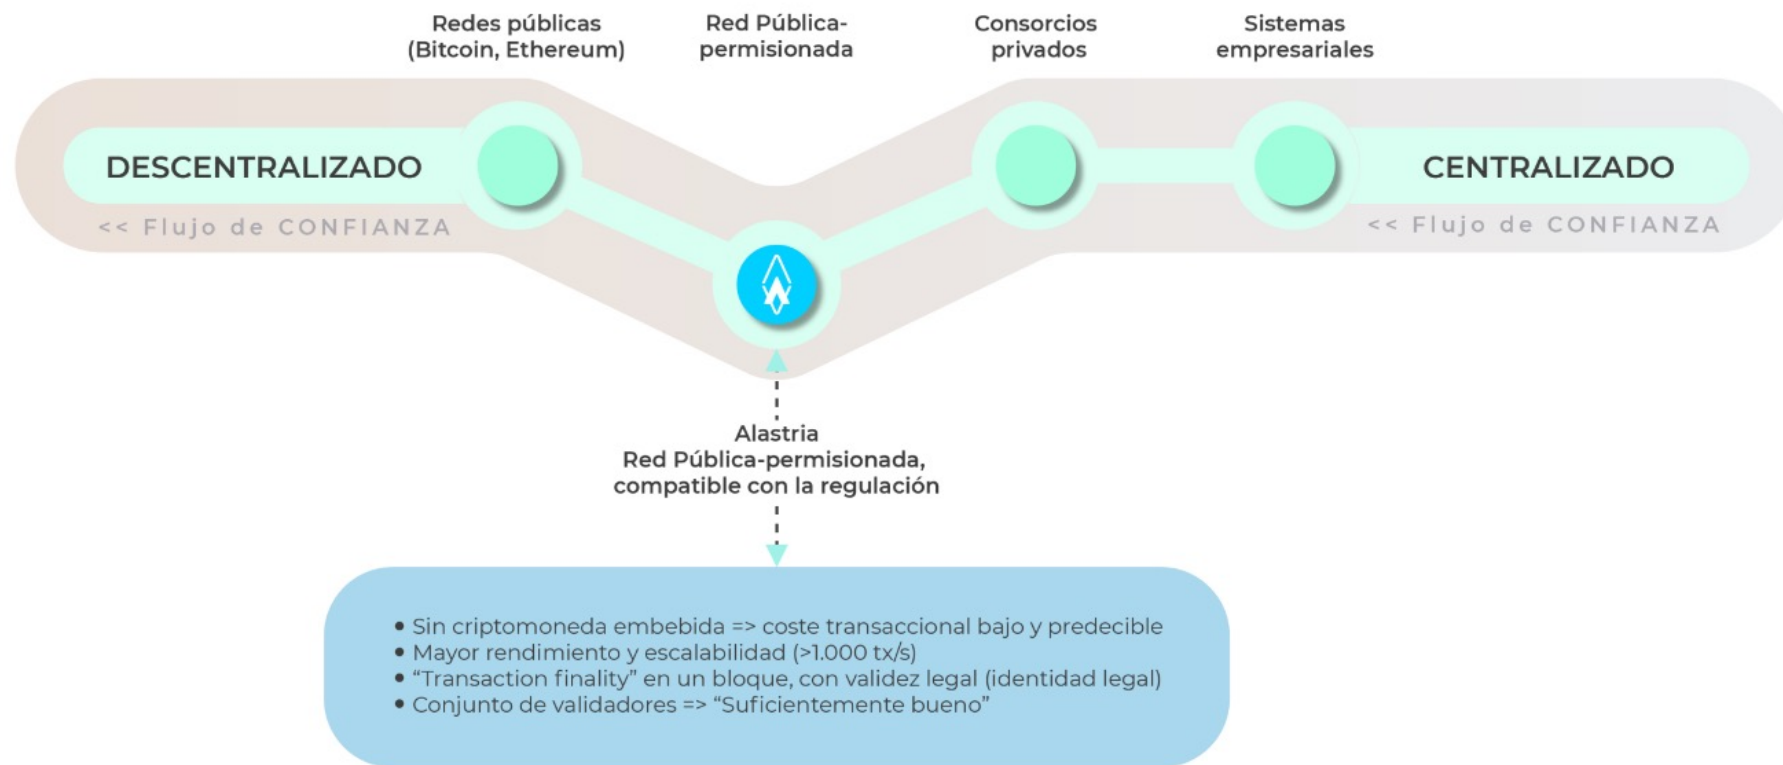 Redes públicas
(Bitcoin, Ethereum)
Red Pública-
permisionada
Consorcios
privados
Sistemas
empresariales
DESCENTRALIZADO
<< Flujo de CONFIANZA
CENTRALIZADO
<< Flujo de CONFIANZA
Alastria
Red Pública-permisionada,
compatible con la regulación
• Sin criptomoneda embebida => coste transaccional bajo y predecible
• Mayor rendimiento y escalabilidad (>1.000 tx/s)
• “Transaction finality” en un bloque, con validez legal (identidad legal)
• Conjunto de validadores => “Suficientemente bueno”